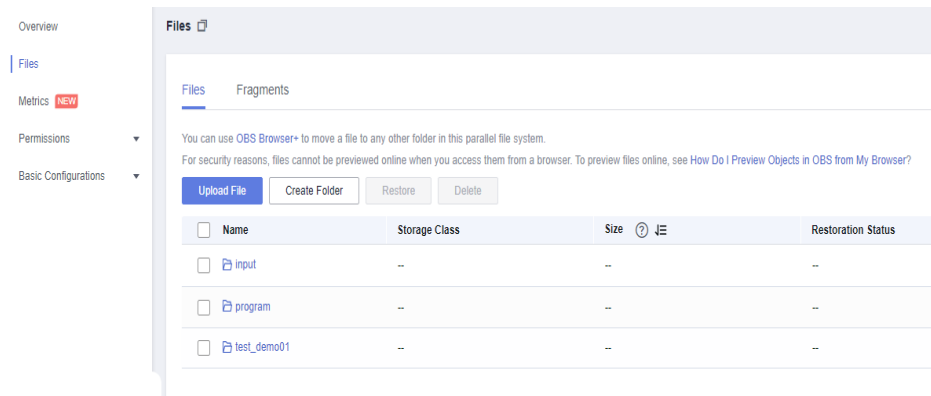 Overview
Files
Metrics NEW
Permissions
Basic Configurations
Files
Files Fragments
You can use OBS Browser+ to move a file to any other folder in this parallel file system.
For security reasons, files cannot be previewed online when you access them from a browser. To preview files online, see How Do I Preview Objects in OBS from My Browser?
Upload File Create Folder Restore Delete
Name Storage Class Size ? Restoration Status
input -- -- --
program -- -- --
test_demo01 -- -- --